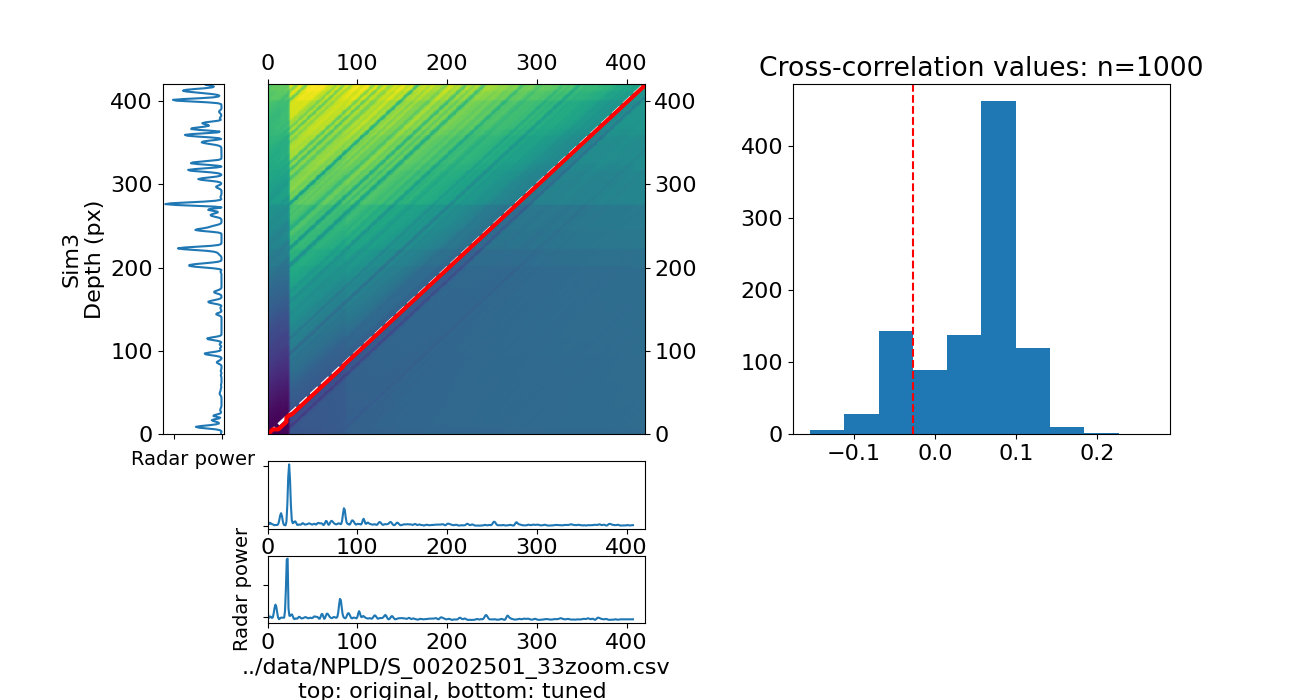 0 100 200 300 400
Cross-correlation values: n=1000
400 300 200 100 0
Sim3
Depth (px)
Radar power
400 300 200 100 0
400 300 200 100 0
−0.1 0.0 0.1 0.2
0 100 200 300 400
Radar power
0 100 200 300 400
../data/NPLD/S_00202501_33zoom.csv
top: original, bottom: tuned